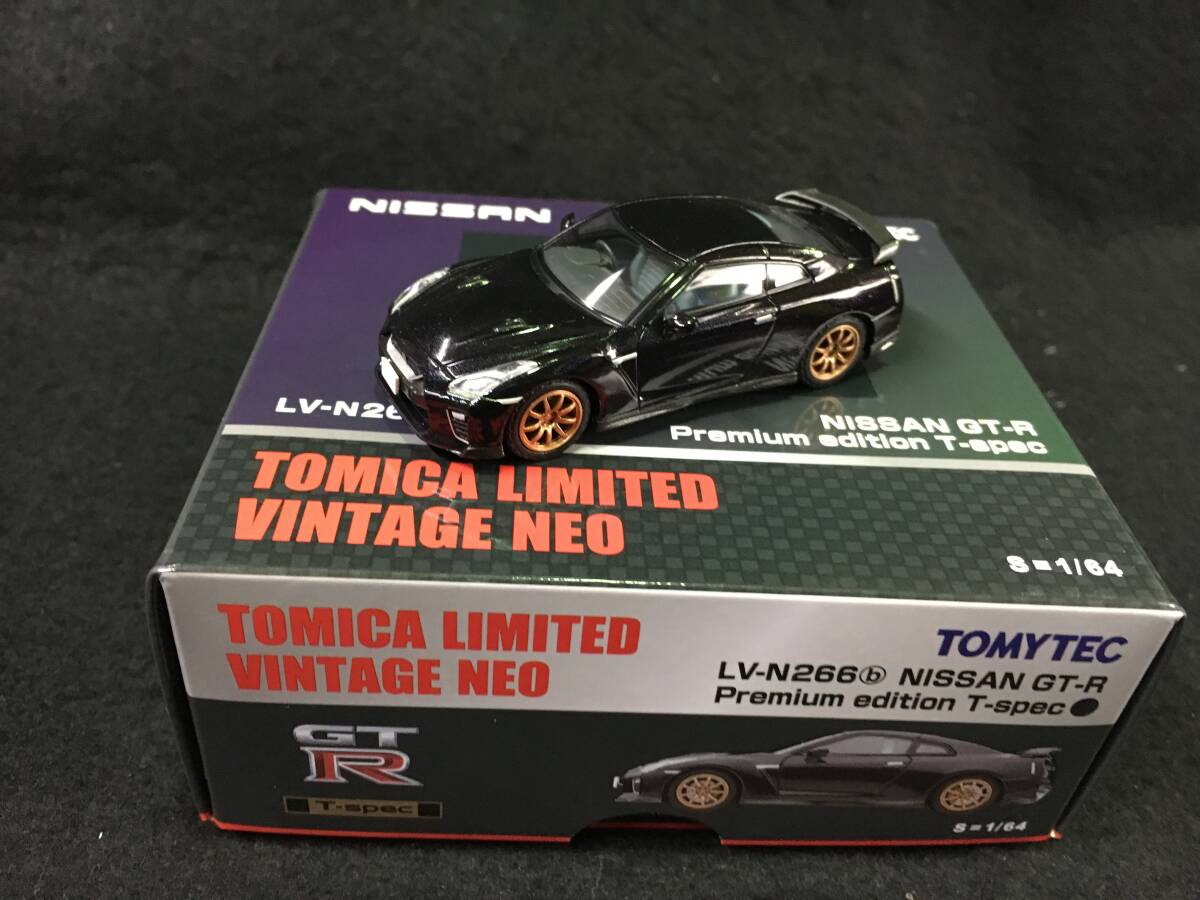 NISSAN
LV-N26
NISSAN GT-R
Premium edition T-spec
TOMICA LIMITED
VINTAGE NEO
S=1/64
TOMICA LIMITED
VINTAGE NEO
TOMYTEC
LV-N266ⓑ NISSAN GT-R
Premium edition T-spec
GT
R
T-spec
S=1/64